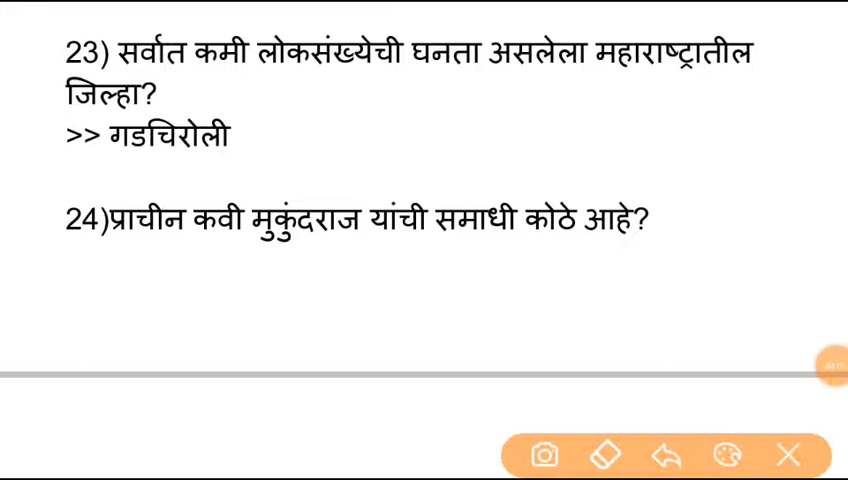 23) सर्वात कमी लोकसंख्येची घनता असलेला महाराष्ट्रातील
जिल्हा?
>> गडचिरोली
24)प्राचीन कवी मुकुंदराज यांची समाधी कोठे आहे?